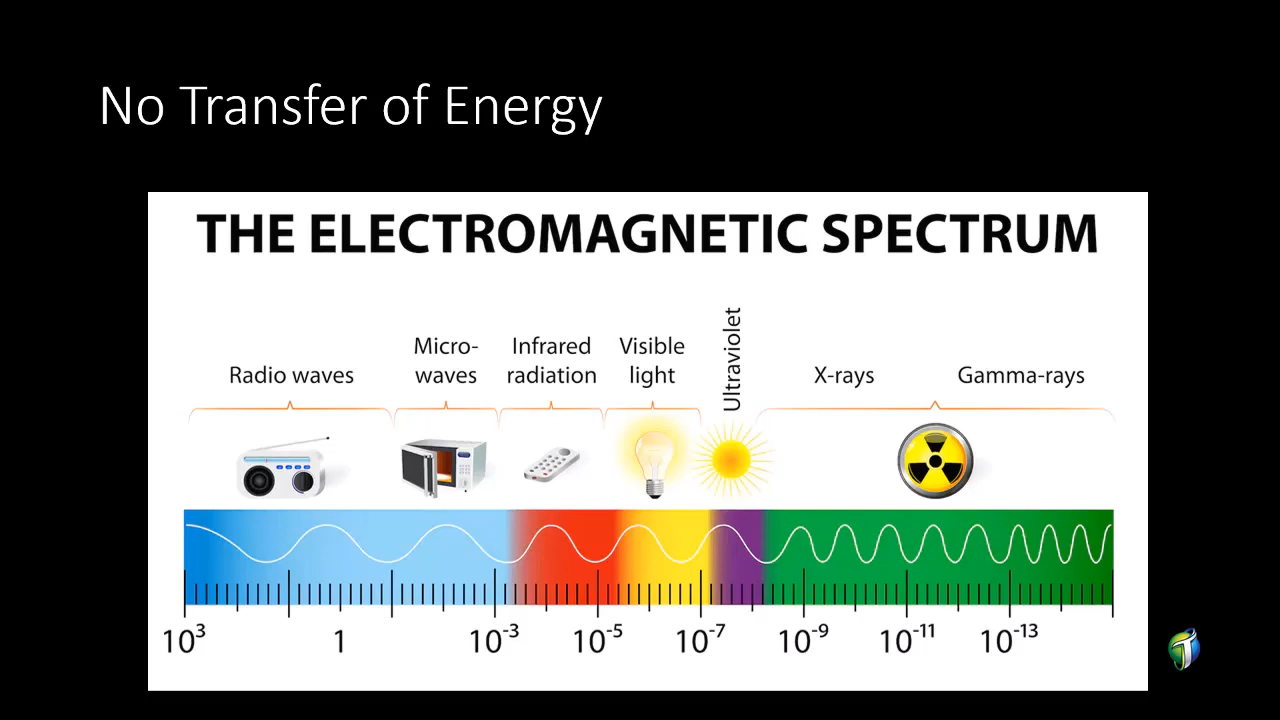 No Transfer of Energy
THE ELECTROMAGNETIC SPECTRUM
Radio waves
Micro-
waves
Infrared
radiation
Visible
light
Ultraviolet
X-rays
Gamma-rays
10³ 1 10⁻³ 10⁻⁵ 10⁻⁷ 10⁻⁹ 10⁻¹¹ 10⁻¹³
T